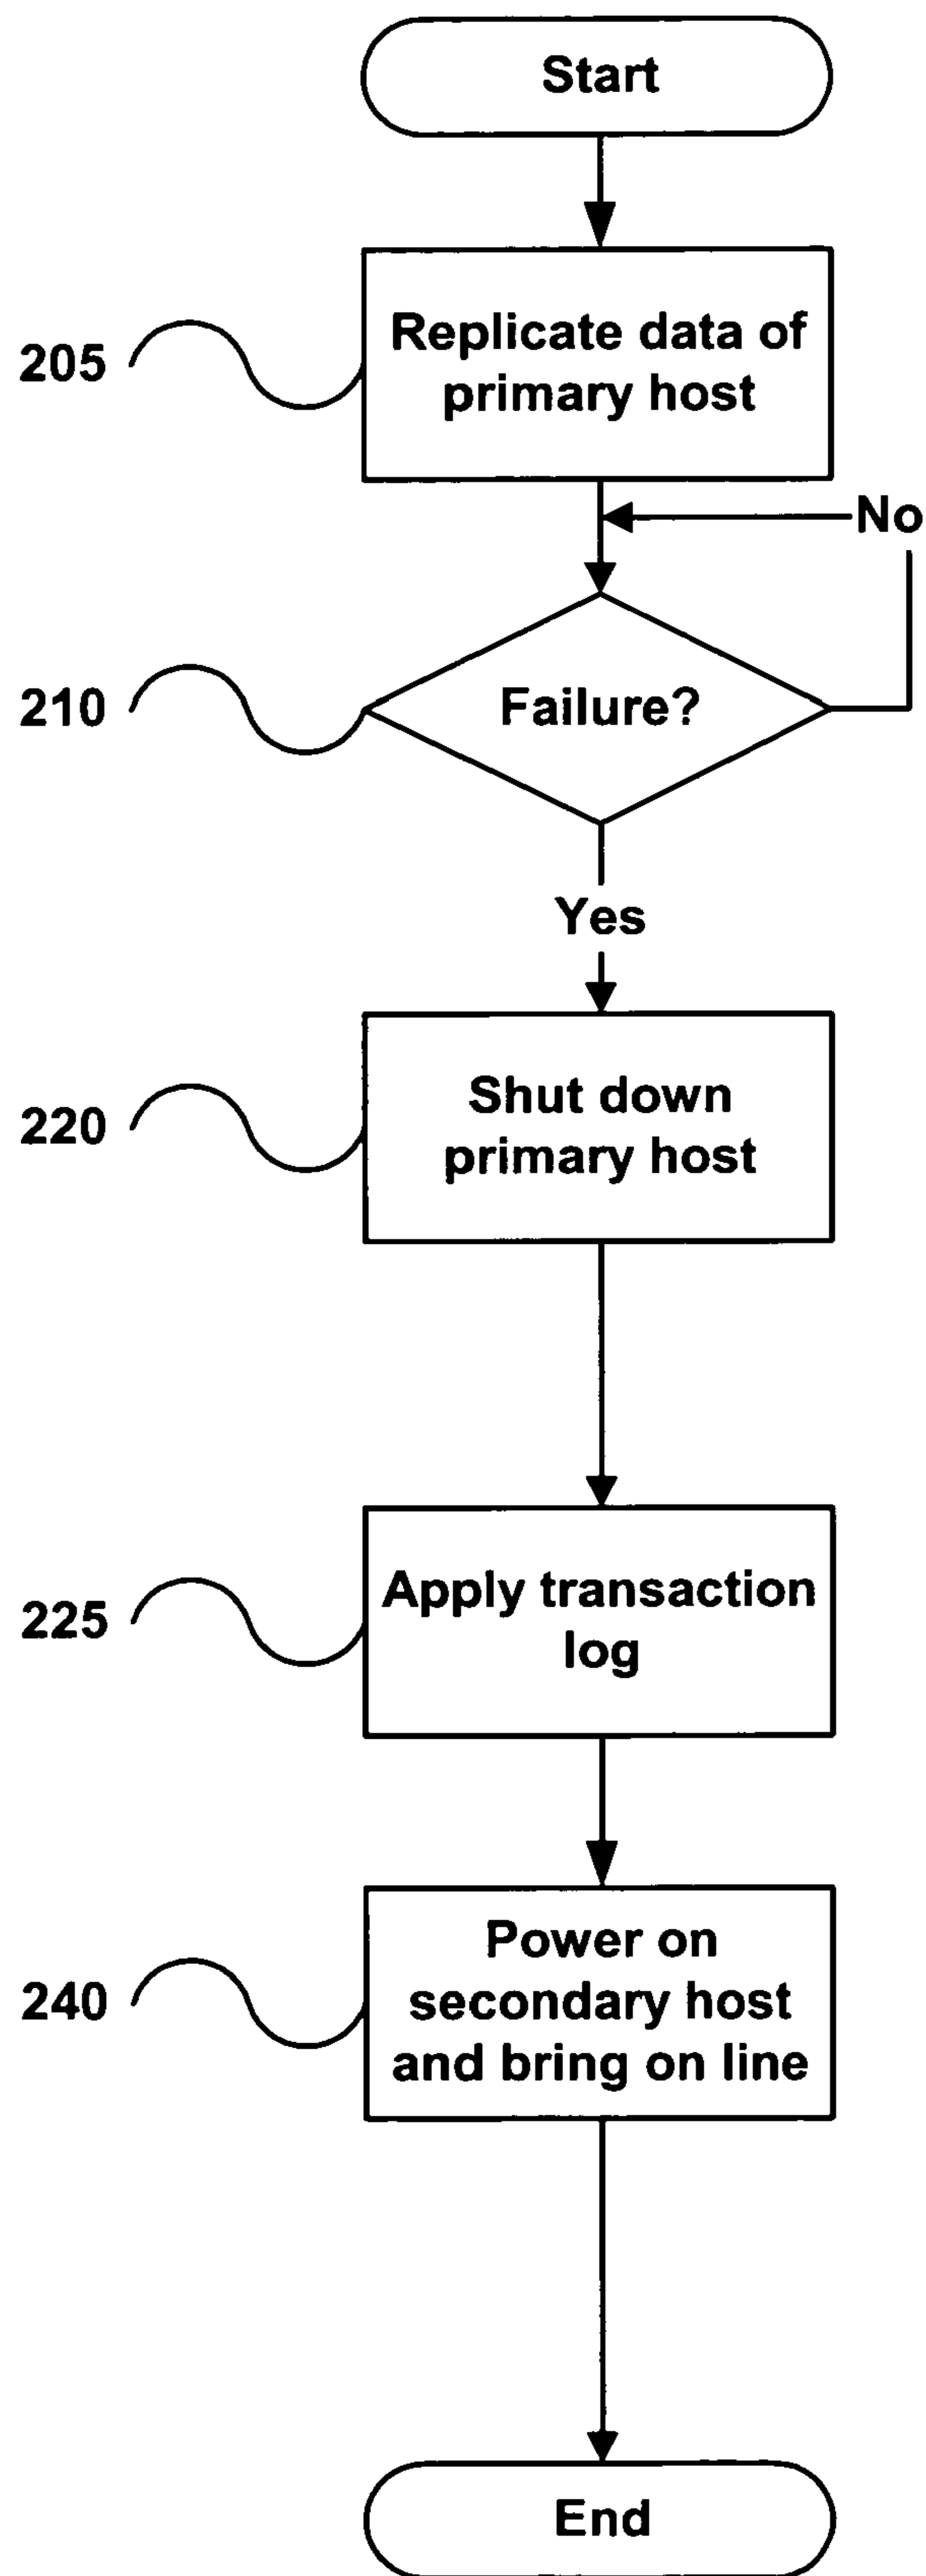 Start
205
Replicate data of
primary host
No
210
Failure?
Yes
220
Shut down
primary host
225
Apply transaction
log
240
Power on
secondary host
and bring on line
End